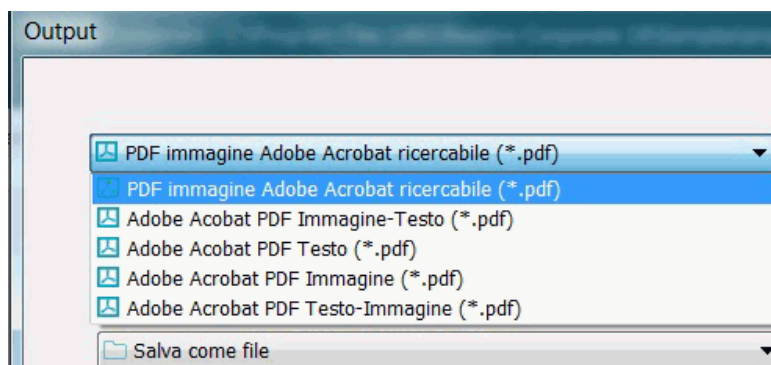 Output
PDF immagine Adobe Acrobat ricercabile (*.pdf)
PDF immagine Adobe Acrobat ricercabile (*.pdf)
Adobe Acobat PDF Immagine-Testo (*.pdf)
Adobe Acobat PDF Testo (*.pdf)
Adobe Acrobat PDF Immagine (*.pdf)
Adobe Acrobat PDF Testo-Immagine (*.pdf)
Salva come file